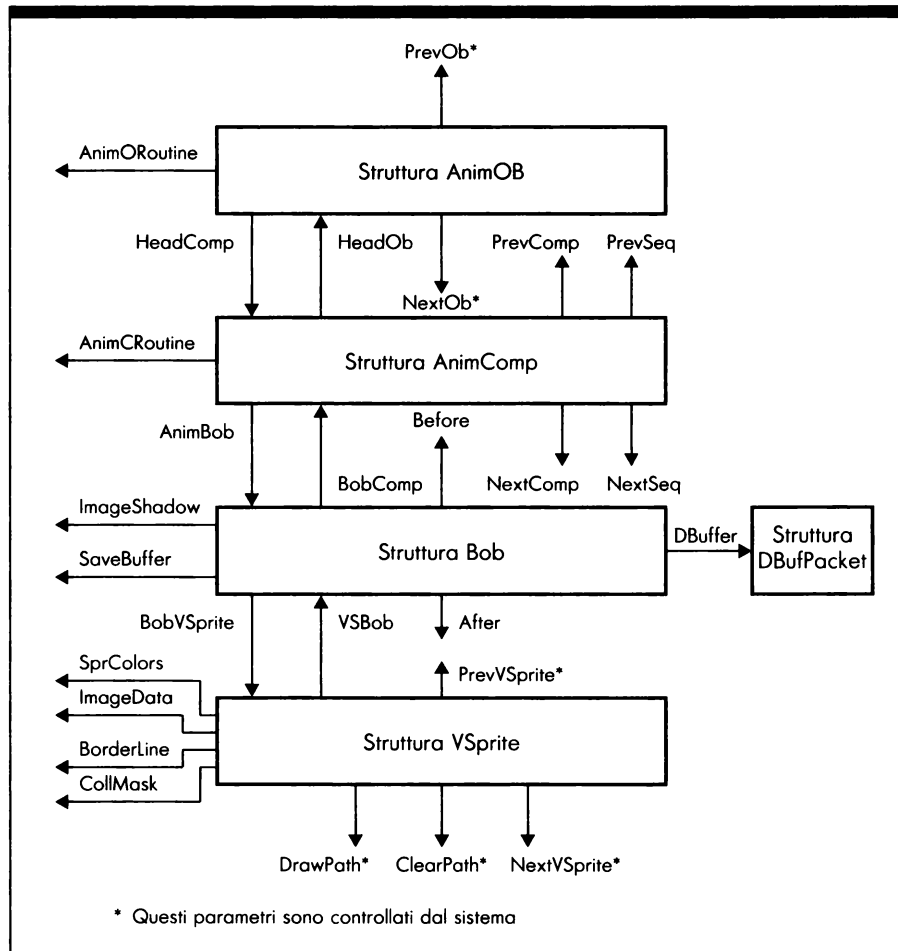 PrevOb*
AnimORoutine
Struttura AnimOB
HeadComp
HeadOb
PrevComp
PrevSeq
NextOb*
AnimCRoutine
Struttura AnimComp
AnimBob
Before
BobComp
NextComp
NextSeq
ImageShadow
SaveBuffer
Struttura Bob
DBuffer
Struttura
DBufPacket
BobVSprite
VSBob
After
SprColors
PrevVSprite*
ImageData
Struttura VSprite
BorderLine
CollMask
DrawPath*
ClearPath*
NextVSprite*
* Questi parametri sono controllati dal sistema